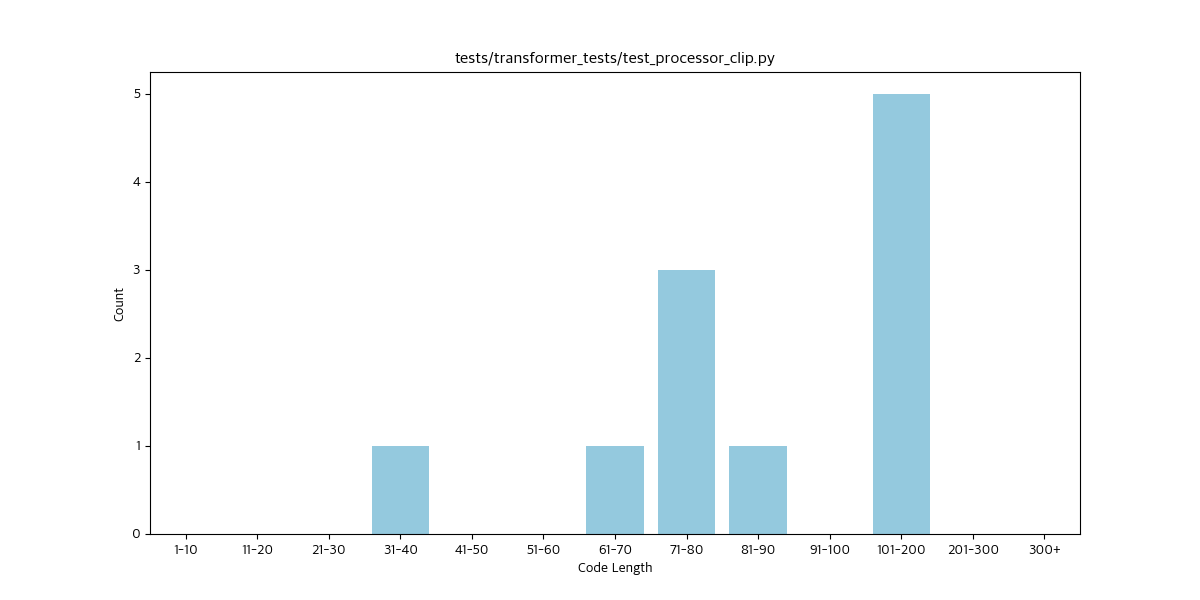 tests/transformer_tests/test_processor_clip.py
5
4
3
2
1
0
Count
1-10 11-20 21-30 31-40 41-50 51-60 61-70 71-80 81-90 91-100 101-200 201-300 300+
Code Length